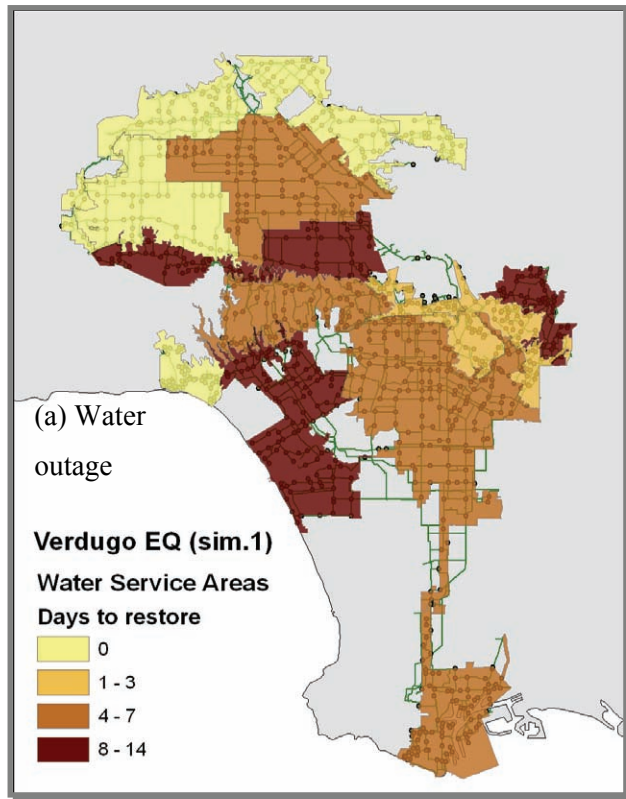 (a) Water
outage
Verdugo EQ (sim.1)
Water Service Areas
Days to restore
0
1 - 3
4 - 7
8 - 14